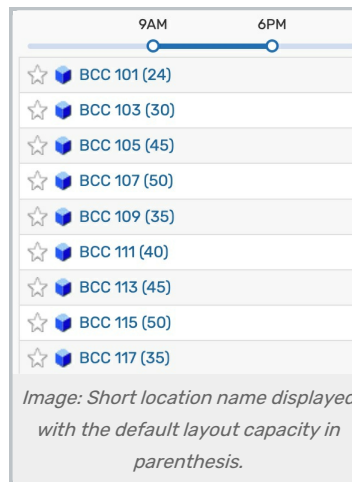 9AM 6PM
BCC 101 (24)
BCC 103 (30)
BCC 105 (45)
BCC 107 (50)
BCC 109 (35)
BCC 111 (40)
BCC 113 (45)
BCC 115 (50)
BCC 117 (35)
Image: Short location name displayed
with the default layout capacity in
parenthesis.